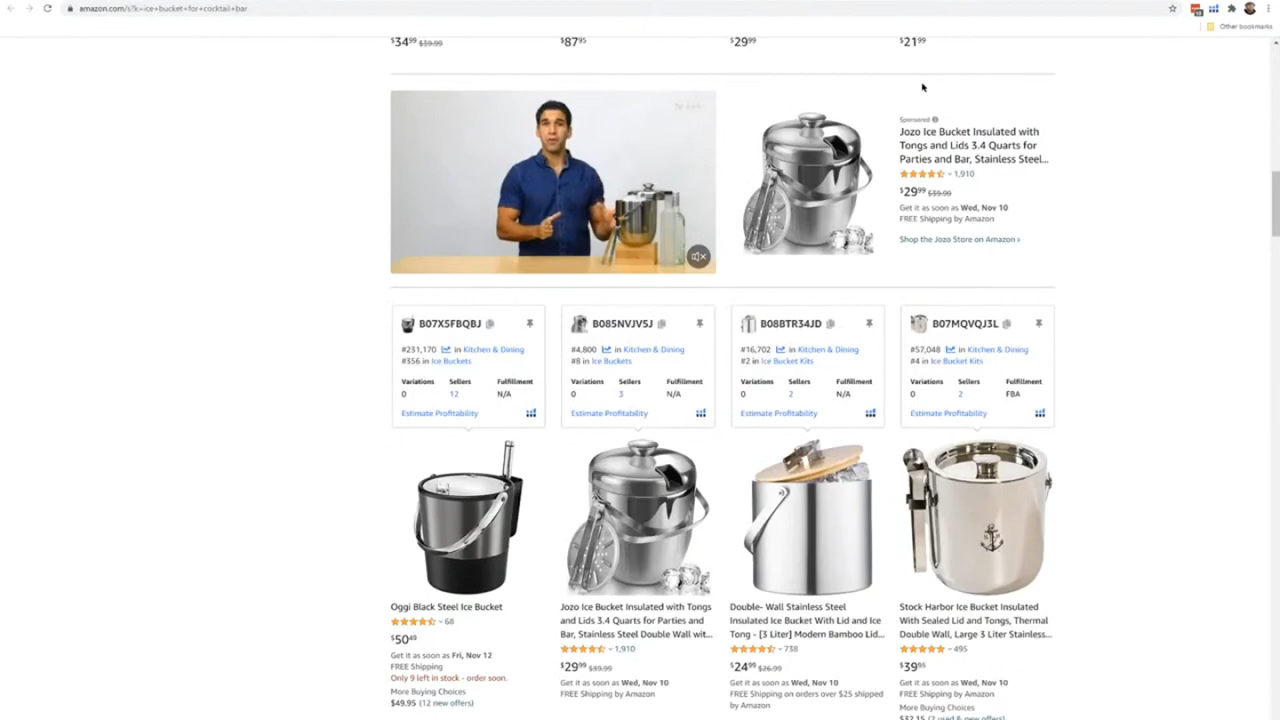 amazon.com/s?k=ice+bucket+for+cocktail+bar
Other bookmarks
$34.99 $39.99
$87.95
$29.99
$21.99
Sponsored
Jozo Ice Bucket Insulated with
Tongs and Lids 3.4 Quarts for
Parties and Bar, Stainless Steel...
1,910
$29.99 $39.99
Get it as soon as Wed, Nov 10
FREE Shipping by Amazon
Shop the Jozo Store on Amazon ›
B07X5FBQBJ
#231,170 in Kitchen & Dining
#356 in Ice Buckets
Variations Sellers Fulfillment
0 12 N/A
Estimate Profitability
B085NVJV5J
#4,800 in Kitchen & Dining
#8 in Ice Buckets
Variations Sellers Fulfillment
0 3 N/A
Estimate Profitability
B08BTR34JD
#16,702 in Kitchen & Dining
#2 in Ice Bucket Kits
Variations Sellers Fulfillment
0 2 N/A
Estimate Profitability
B07MQVQJ3L
#57,048 in Kitchen & Dining
#4 in Ice Bucket Kits
Variations Sellers Fulfillment
0 2 FBA
Estimate Profitability
Oggi Black Steel Ice Bucket
68
$50.49
Get it as soon as Fri, Nov 12
FREE Shipping
Only 9 left in stock - order soon.
More Buying Choices
$49.95 (12 new offers)
Jozo Ice Bucket Insulated with Tongs
and Lids 3.4 Quarts for Parties and
Bar, Stainless Steel Double Wall wit...
1,910
$29.99 $39.99
Get it as soon as Wed, Nov 10
FREE Shipping by Amazon
Double- Wall Stainless Steel
Insulated Ice Bucket With Lid and Ice
Tong - [3 Liter] Modern Bamboo Lid...
738
$24.99 $26.99
Get it as soon as Wed, Nov 10
FREE Shipping on orders over $25 shipped
by Amazon
Stock Harbor Ice Bucket Insulated
With Sealed Lid and Tongs, Thermal
Double Wall, Large 3 Liter Stainless...
495
$39.95
Get it as soon as Wed, Nov 10
FREE Shipping by Amazon
More Buying Choices
$32.15 (2 used & new offers)